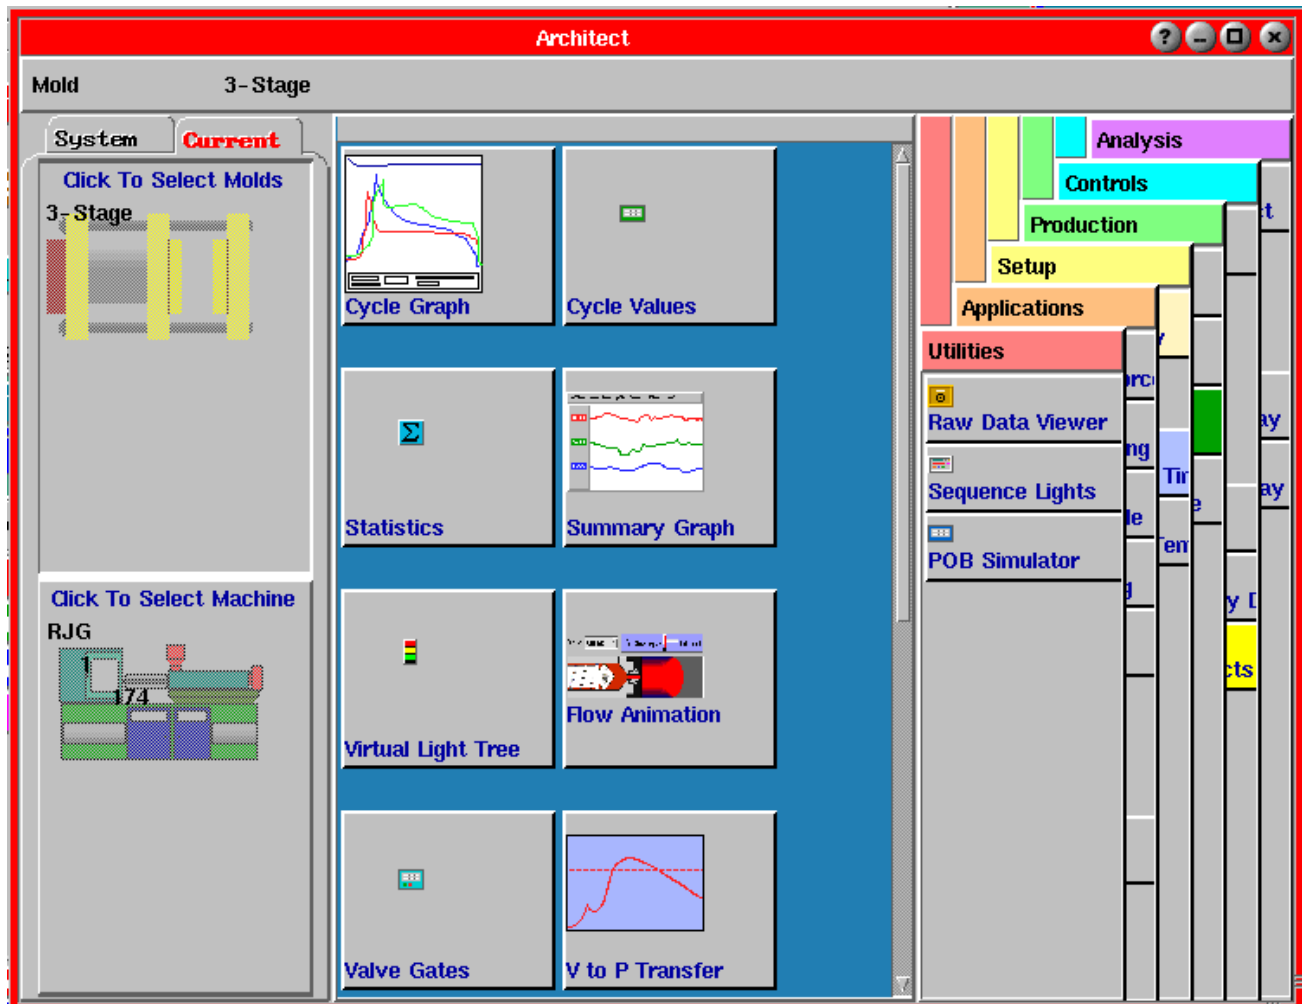 Architect
?
Mold 3-Stage
System Current
Click To Select Molds
3-Stage
Click To Select Machine
RJG
1
174
Cycle Graph Cycle Values
Statistics Summary Graph
Virtual Light Tree Flow Animation
Valve Gates V to P Transfer
Analysis
Controls
Production
Setup
Applications
Utilities
Raw Data Viewer
Sequence Lights
POB Simulator